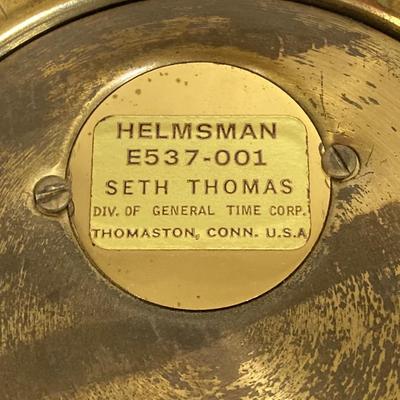 HELMSMAN
E537-001
SETH THOMAS
DIV. OF GENERAL TIME CORP.
THOMASTON, CONN. U.S.A